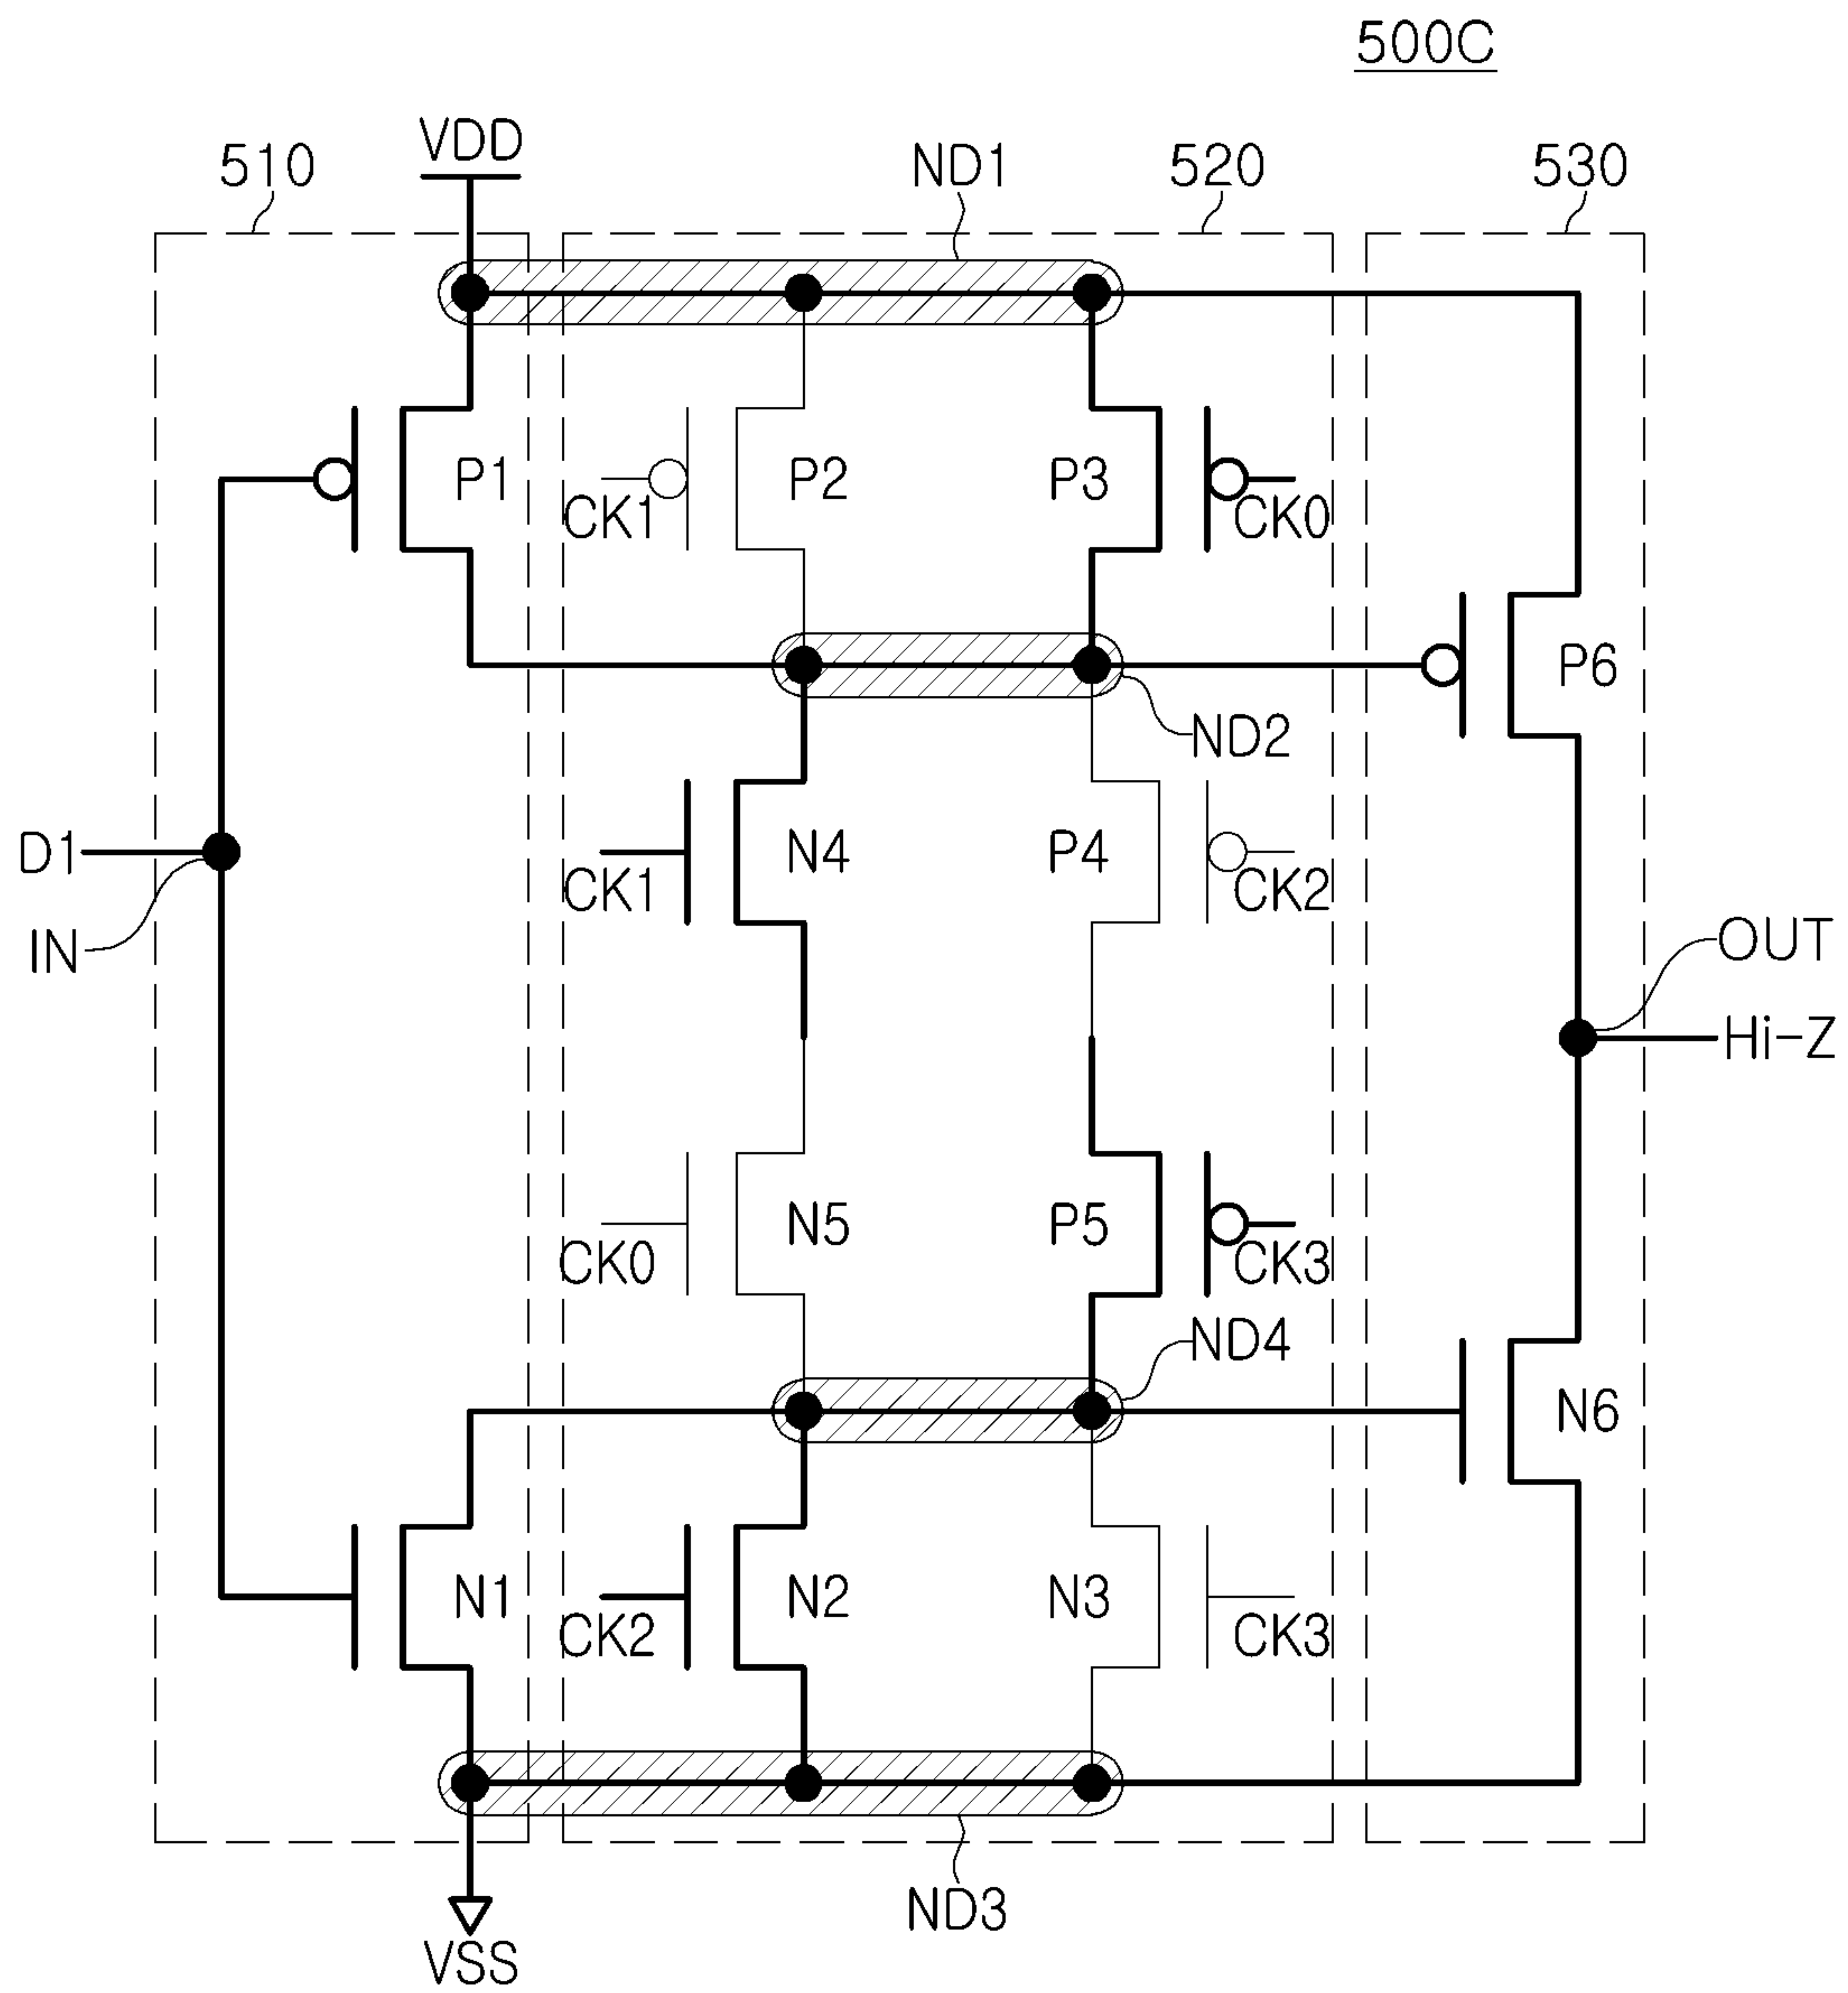 500C
VDD
510
ND1
520
530
P1
P2
P3
CK1
CK0
P6
ND2
D1
N4
P4
CK1
CK2
IN
OUT
Hi-Z
N5
P5
CK0
CK3
ND4
N6
N1
N2
N3
CK2
CK3
ND3
VSS